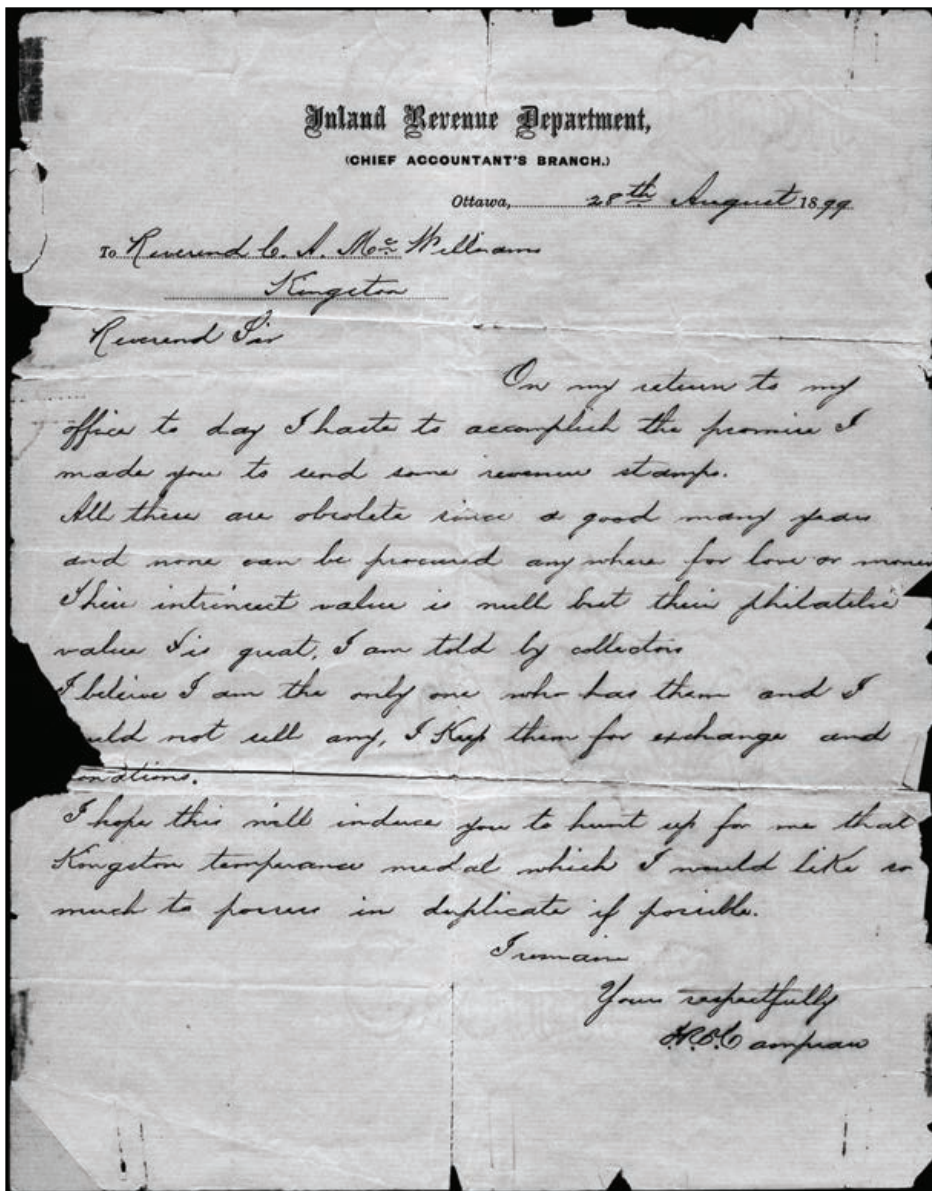 Inland Revenue Department,
(CHIEF ACCOUNTANT'S BRANCH.)
Ottawa, 28th August 1899
To Reverend C. A. Mc Williams
Kingston
Reverend Sir
On my return to my
office to day I haste to accomplish the promise I
made you to send some revenue stamps.
All these are obsolete since a good many years
and none can be procured any where for love or money
Their intrinsect value is null but their philatelic
value is great, I am told by collectors
I believe I am the only one who has them and I
uld not sell any, I Keep them for exchange and
onations.
I hope this will induce you to hunt up for me that
Kingston temperance medal which I would like so
much to possess in duplicate if possible.
I remain
Yours respectfully
F.R.E. Campeau